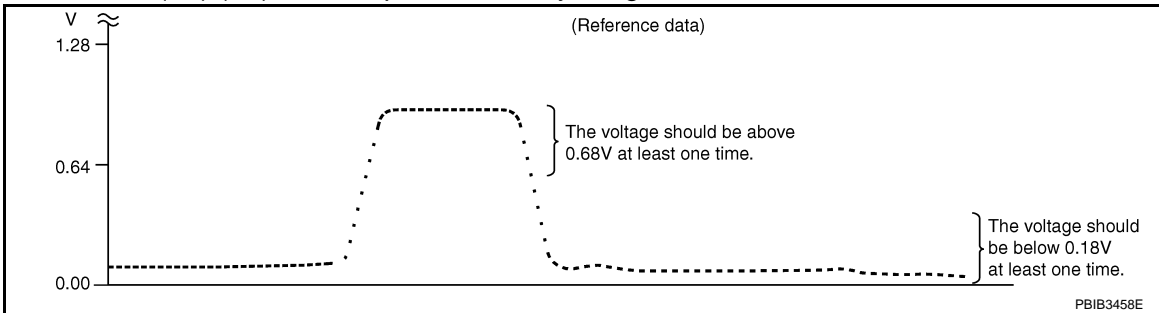 V
(Reference data)
1.28
The voltage should be above
0.68V at least one time.
0.64
The voltage should
be below 0.18V
at least one time.
0.00
PBIB3458E